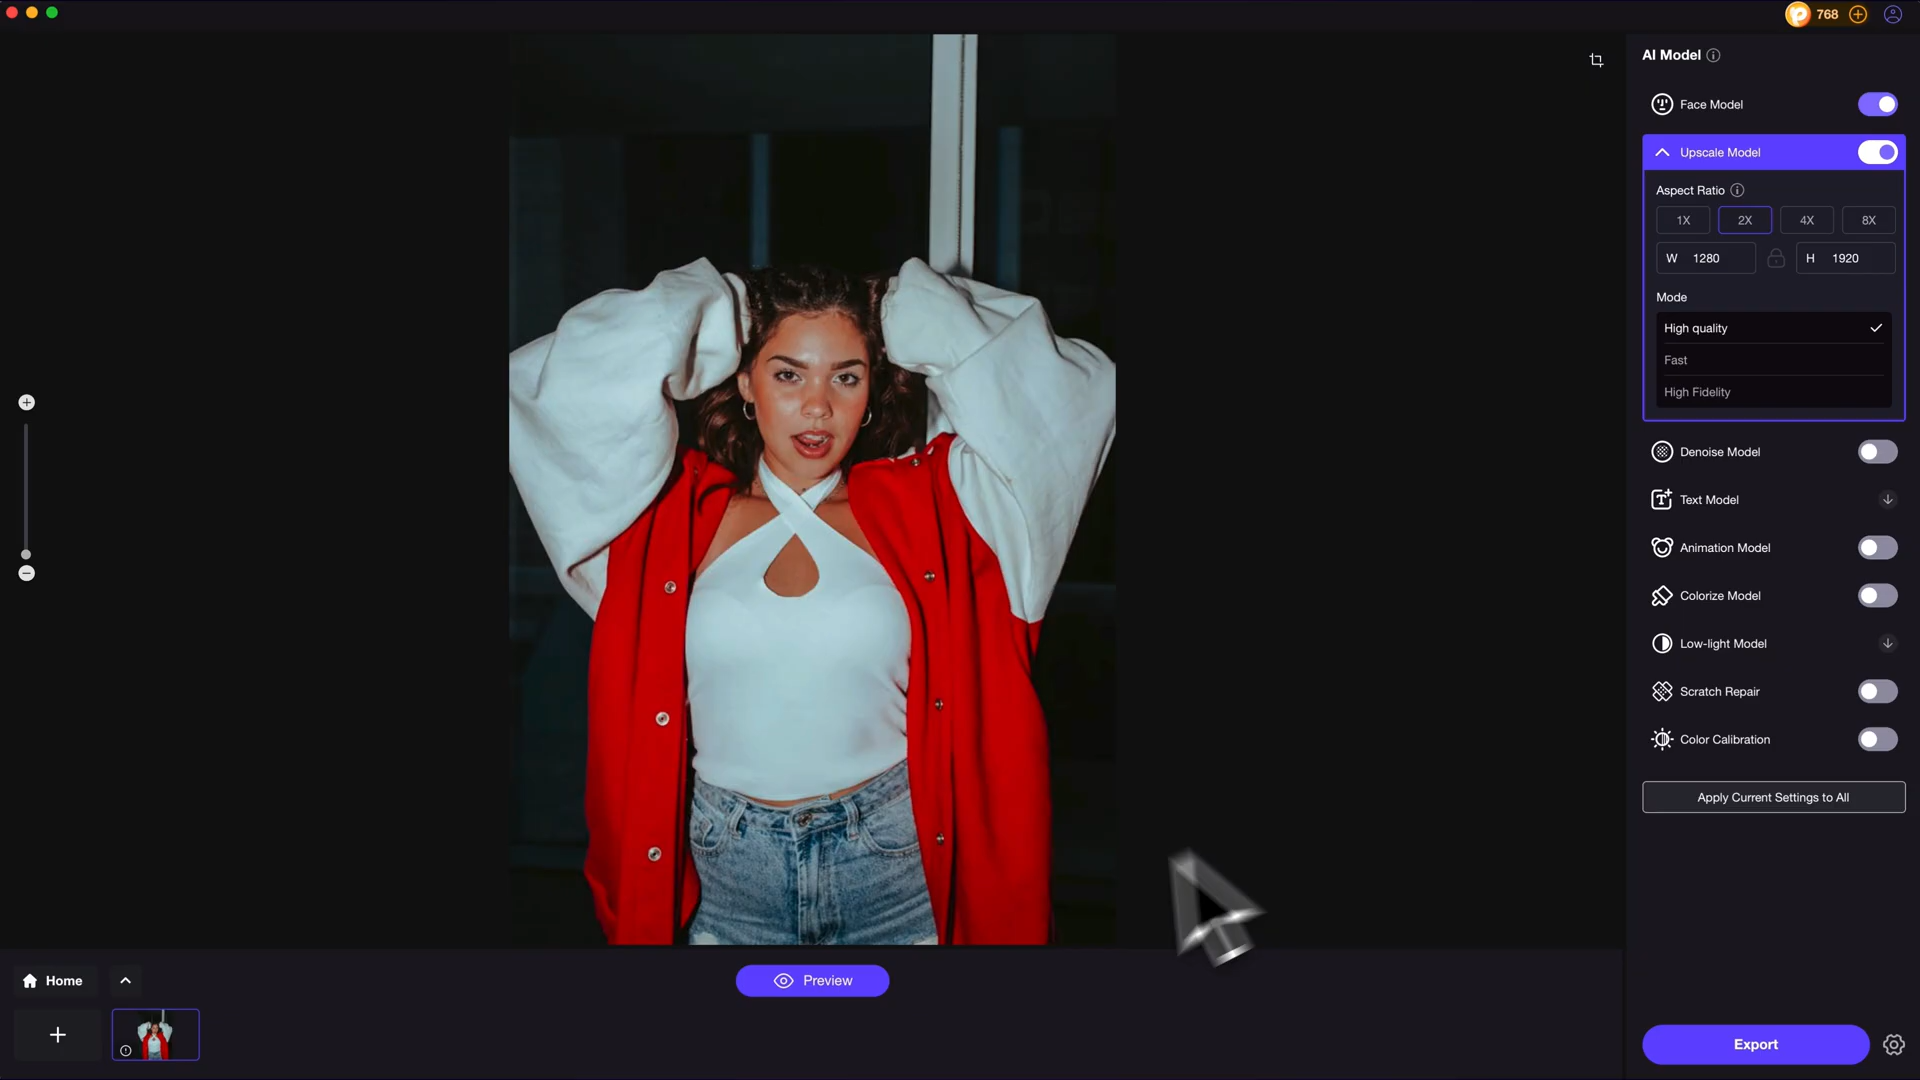 768
AI Model
Face Model
Upscale Model
Aspect Ratio
1X 2X 4X 8X
W 1280 H 1920
Mode
High quality
Fast
High Fidelity
Denoise Model
Text Model
Animation Model
Colorize Model
Low-light Model
Scratch Repair
Color Calibration
Apply Current Settings to All
Home
Preview
Export